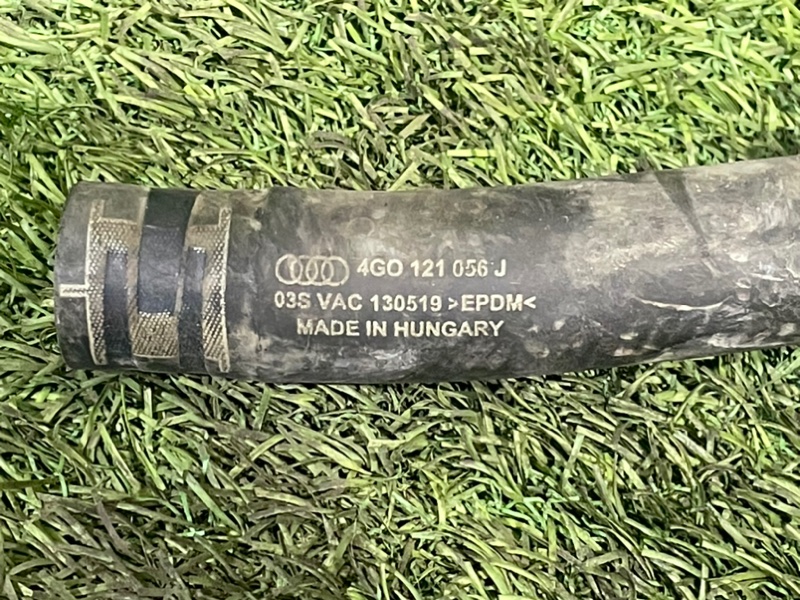 4G0 121 056 J
03S VAC 130519 >EPDM<
MADE IN HUNGARY